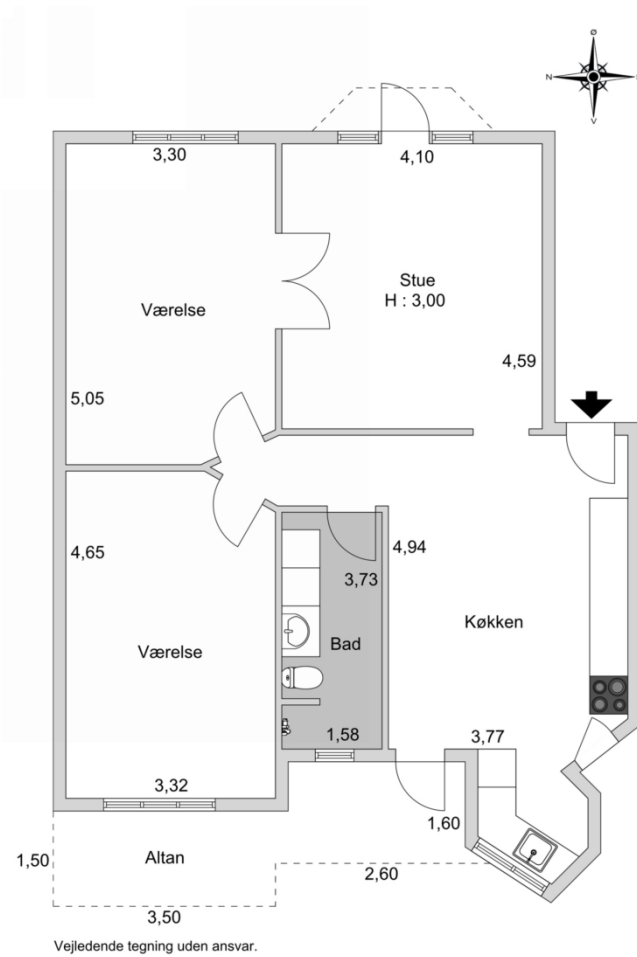 Ø
N
V
3,30
4,10
Værelse
Stue
H : 3,00
4,59
5,05
4,65
4,94
3,73
Køkken
Bad
Værelse
1,58
3,77
3,32
1,60
1,50
Altan
2,60
3,50
Vejledende tegning uden ansvar.